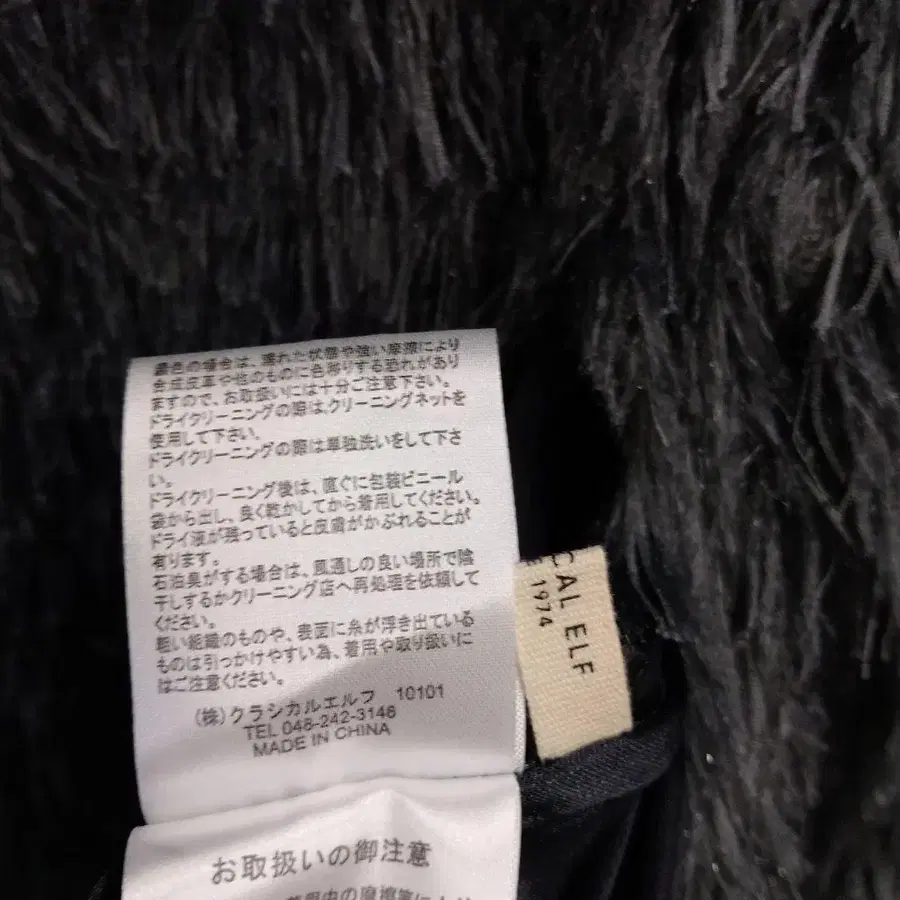 濃色の場合は、濡れた状態や強い摩擦により
合成皮革や他のものに色移りする恐れがあり
ますので、お取扱いには十分ご注意下さい。
ドライクリーニングの際は、クリーニングネットを
使用して下さい。
ドライクリーニングの際は単独洗いをして下さ
い。
ドライクリーニング後は、直ぐに包装ビニール
袋から出し、良く乾かしてから着用してください。
ドライ液が残っていると皮膚がかぶれることが
有ります。
石油臭がする場合は、風通しの良い場所で陰
干しするかクリーニング店へ再処理を依頼して
ください。
粗い組織のものや、表面に糸が浮き出ている
ものは引っかけやすい為、着用や取り扱いに
はご注意ください。
(株)クラシカルエルフ 10101
TEL 048-242-3146
MADE IN CHINA
CAL ELF
E 1974
お取扱いの御注意